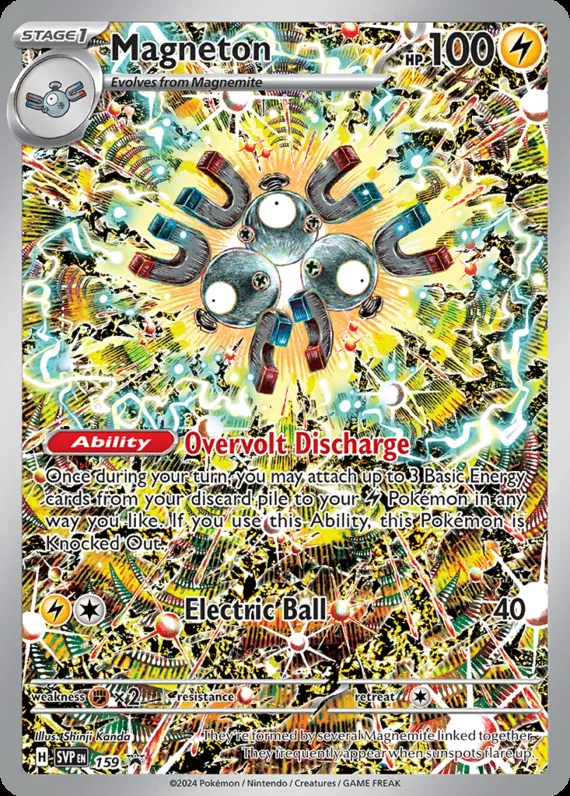 STAGE1 Magneton HP100
Evolves from Magnemite
Ability Overvolt Discharge
Once during your turn, you may attach up to 3 Basic Energy
cards from your discard pile to your Pokémon in any
way you like. If you use this Ability, this Pokémon is
Knocked Out.
Electric Ball 40
weakness ×2 resistance retreat
Illus. Shinji Kanda
They're formed by several Magnemite linked together.
They frequently appear when sunspots flare up.
H SVP EN 159
©2024 Pokémon / Nintendo / Creatures / GAME FREAK